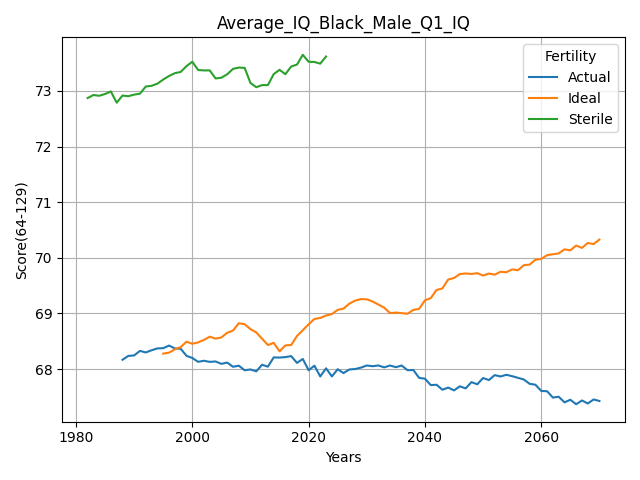 Average_IQ_Black_Male_Q1_IQ
Fertility
Actual
Ideal
Sterile
Score(64-129)
73
72
71
70
69
68
1980
2000
2020
2040
2060
Years